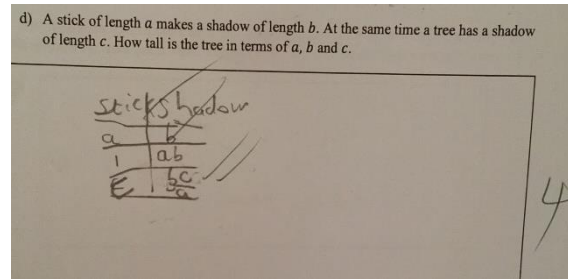 d) A stick of length a makes a shadow of length b. At the same time a tree has a shadow
of length c. How tall is the tree in terms of a, b and c.
stick shadow
a b
1 ab
4